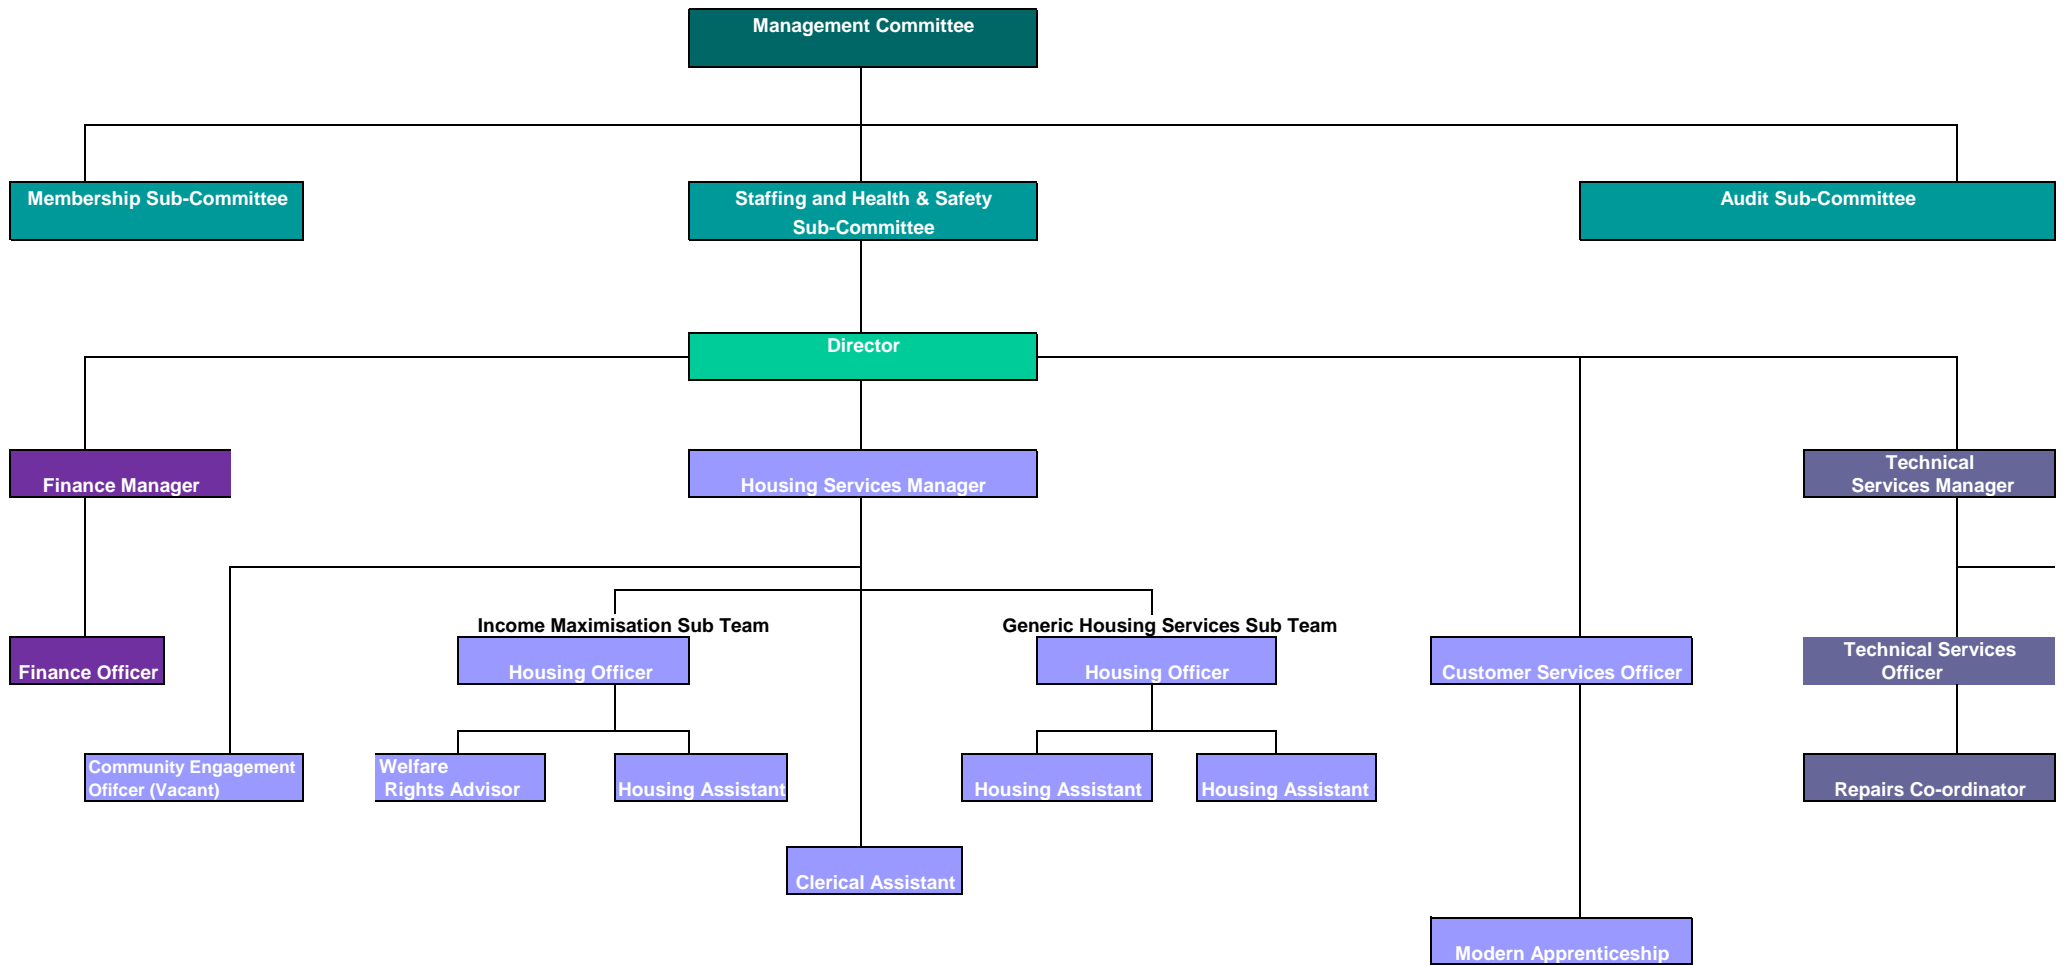 Management Committee
Membership Sub-Committee
Staffing and Health & Safety
Sub-Committee
Audit Sub-Committee
Director
Finance Manager
Housing Services Manager
Technical
Services Manager
Income Maximisation Sub Team
Generic Housing Services Sub Team
Finance Officer
Housing Officer
Housing Officer
Customer Services Officer
Technical Services
Officer
Community Engagement
Ofifcer (Vacant)
Welfare
Rights Advisor
Housing Assistant
Housing Assistant
Housing Assistant
Repairs Co-ordinator
Clerical Assistant
Modern Apprenticeship